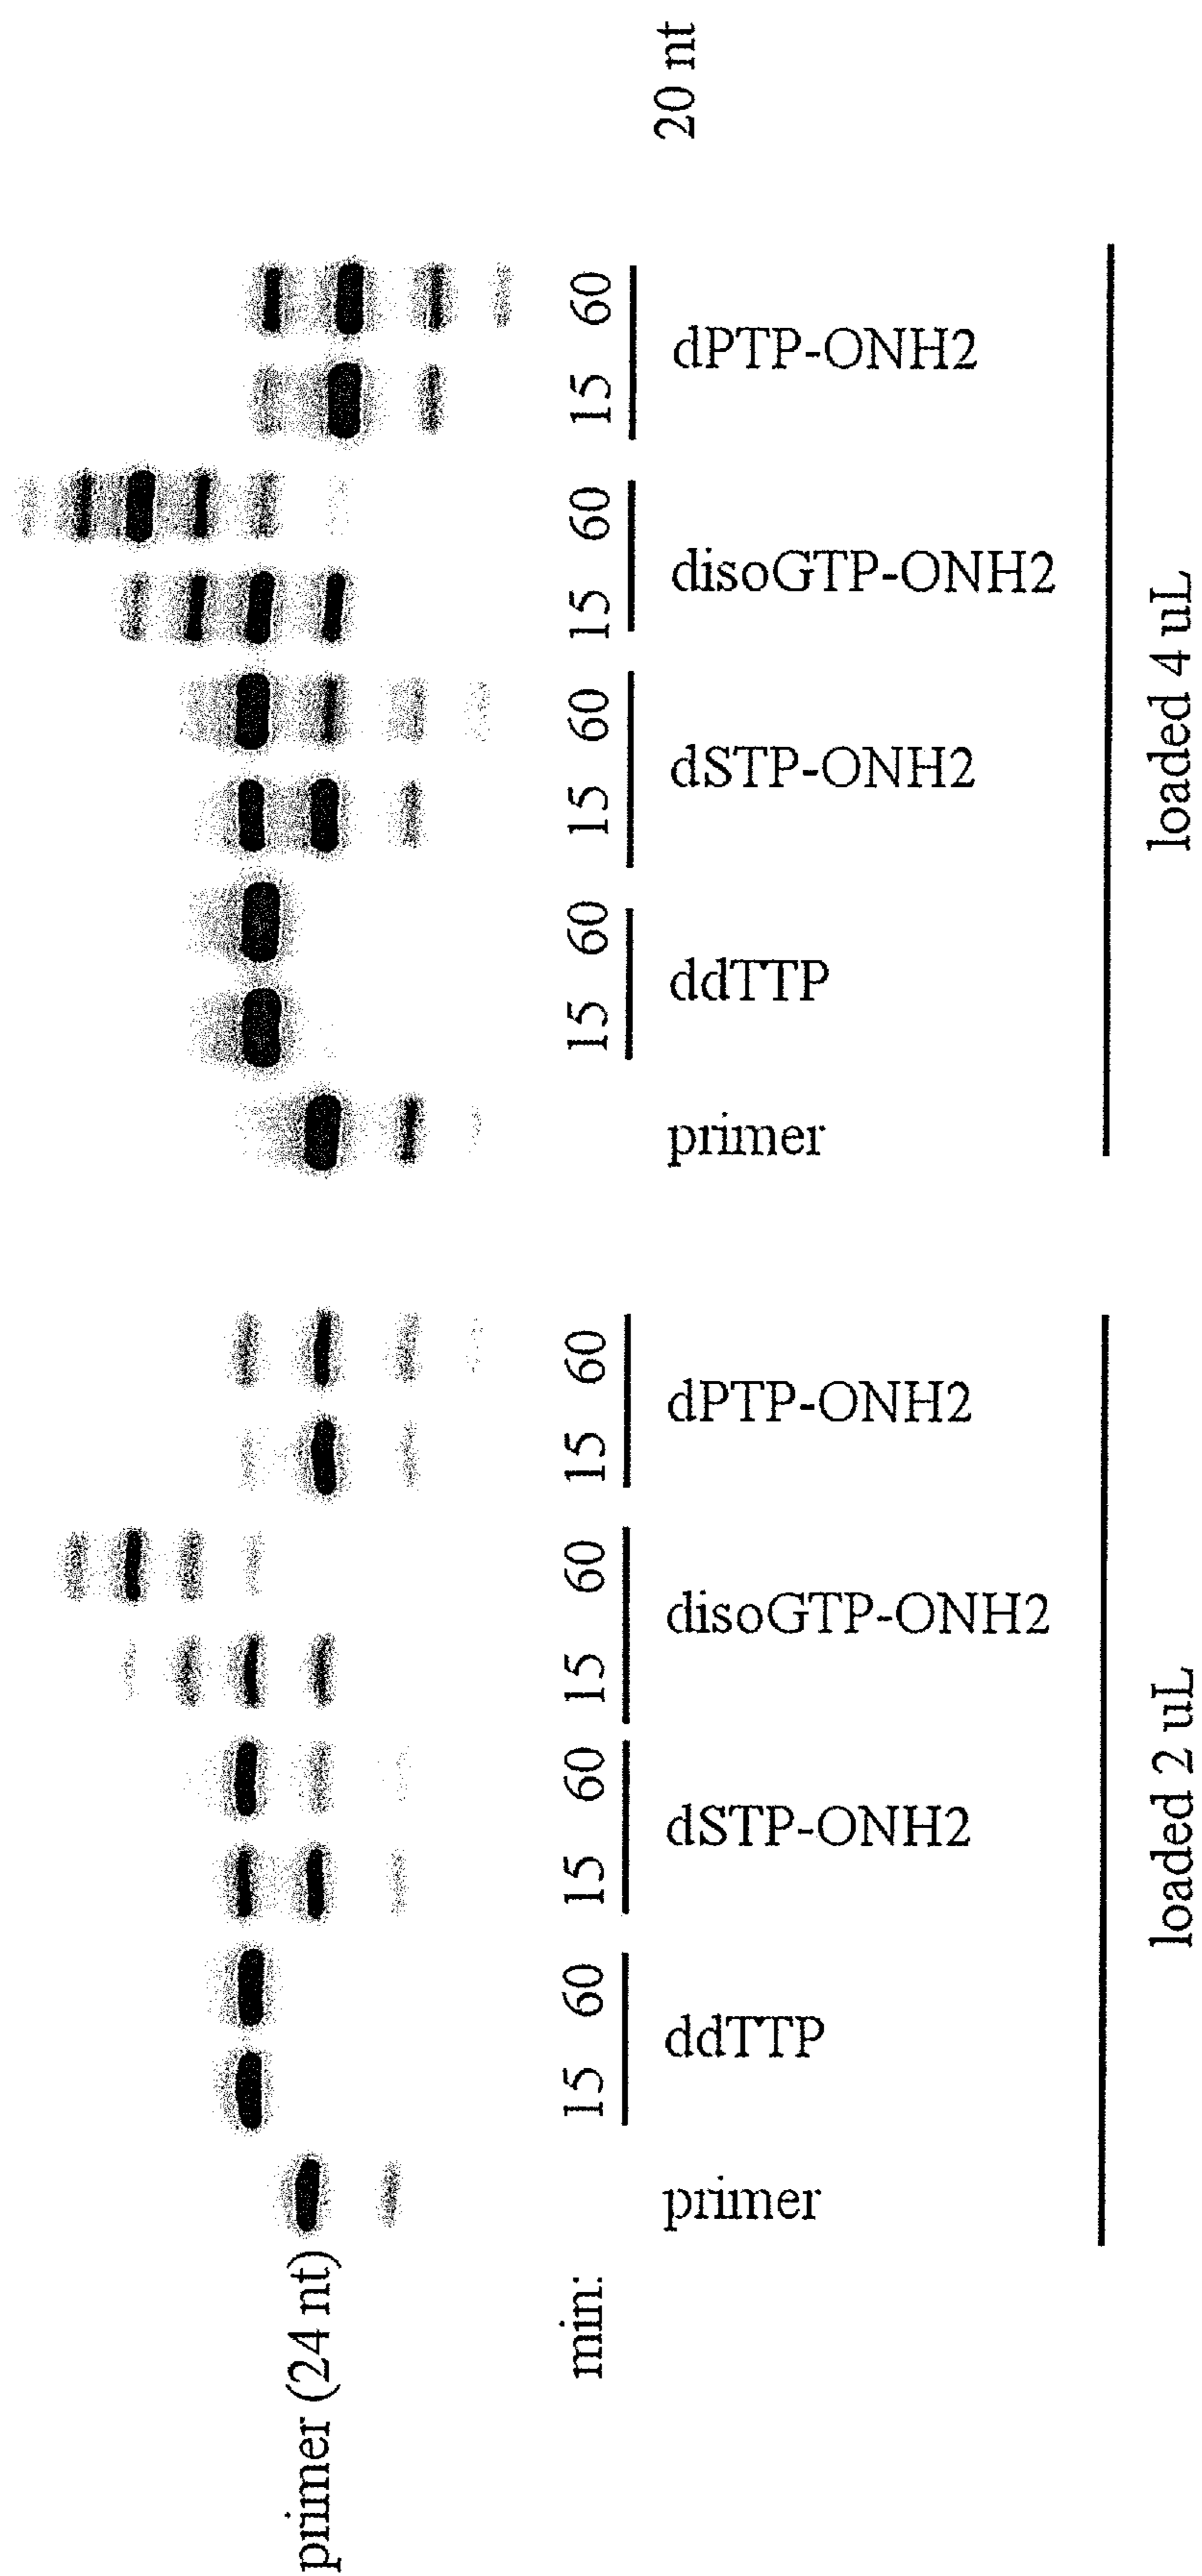 primer (24 nt)
20 nt
min:
15 60 15 60 15 60 15 60 15 60 15 60 15 60 15 60
primer ddTTP dSTP-ONH2 disoGTP-ONH2 dPTP-ONH2 primer ddTTP dSTP-ONH2 disoGTP-ONH2 dPTP-ONH2
loaded 2 uL loaded 4 uL